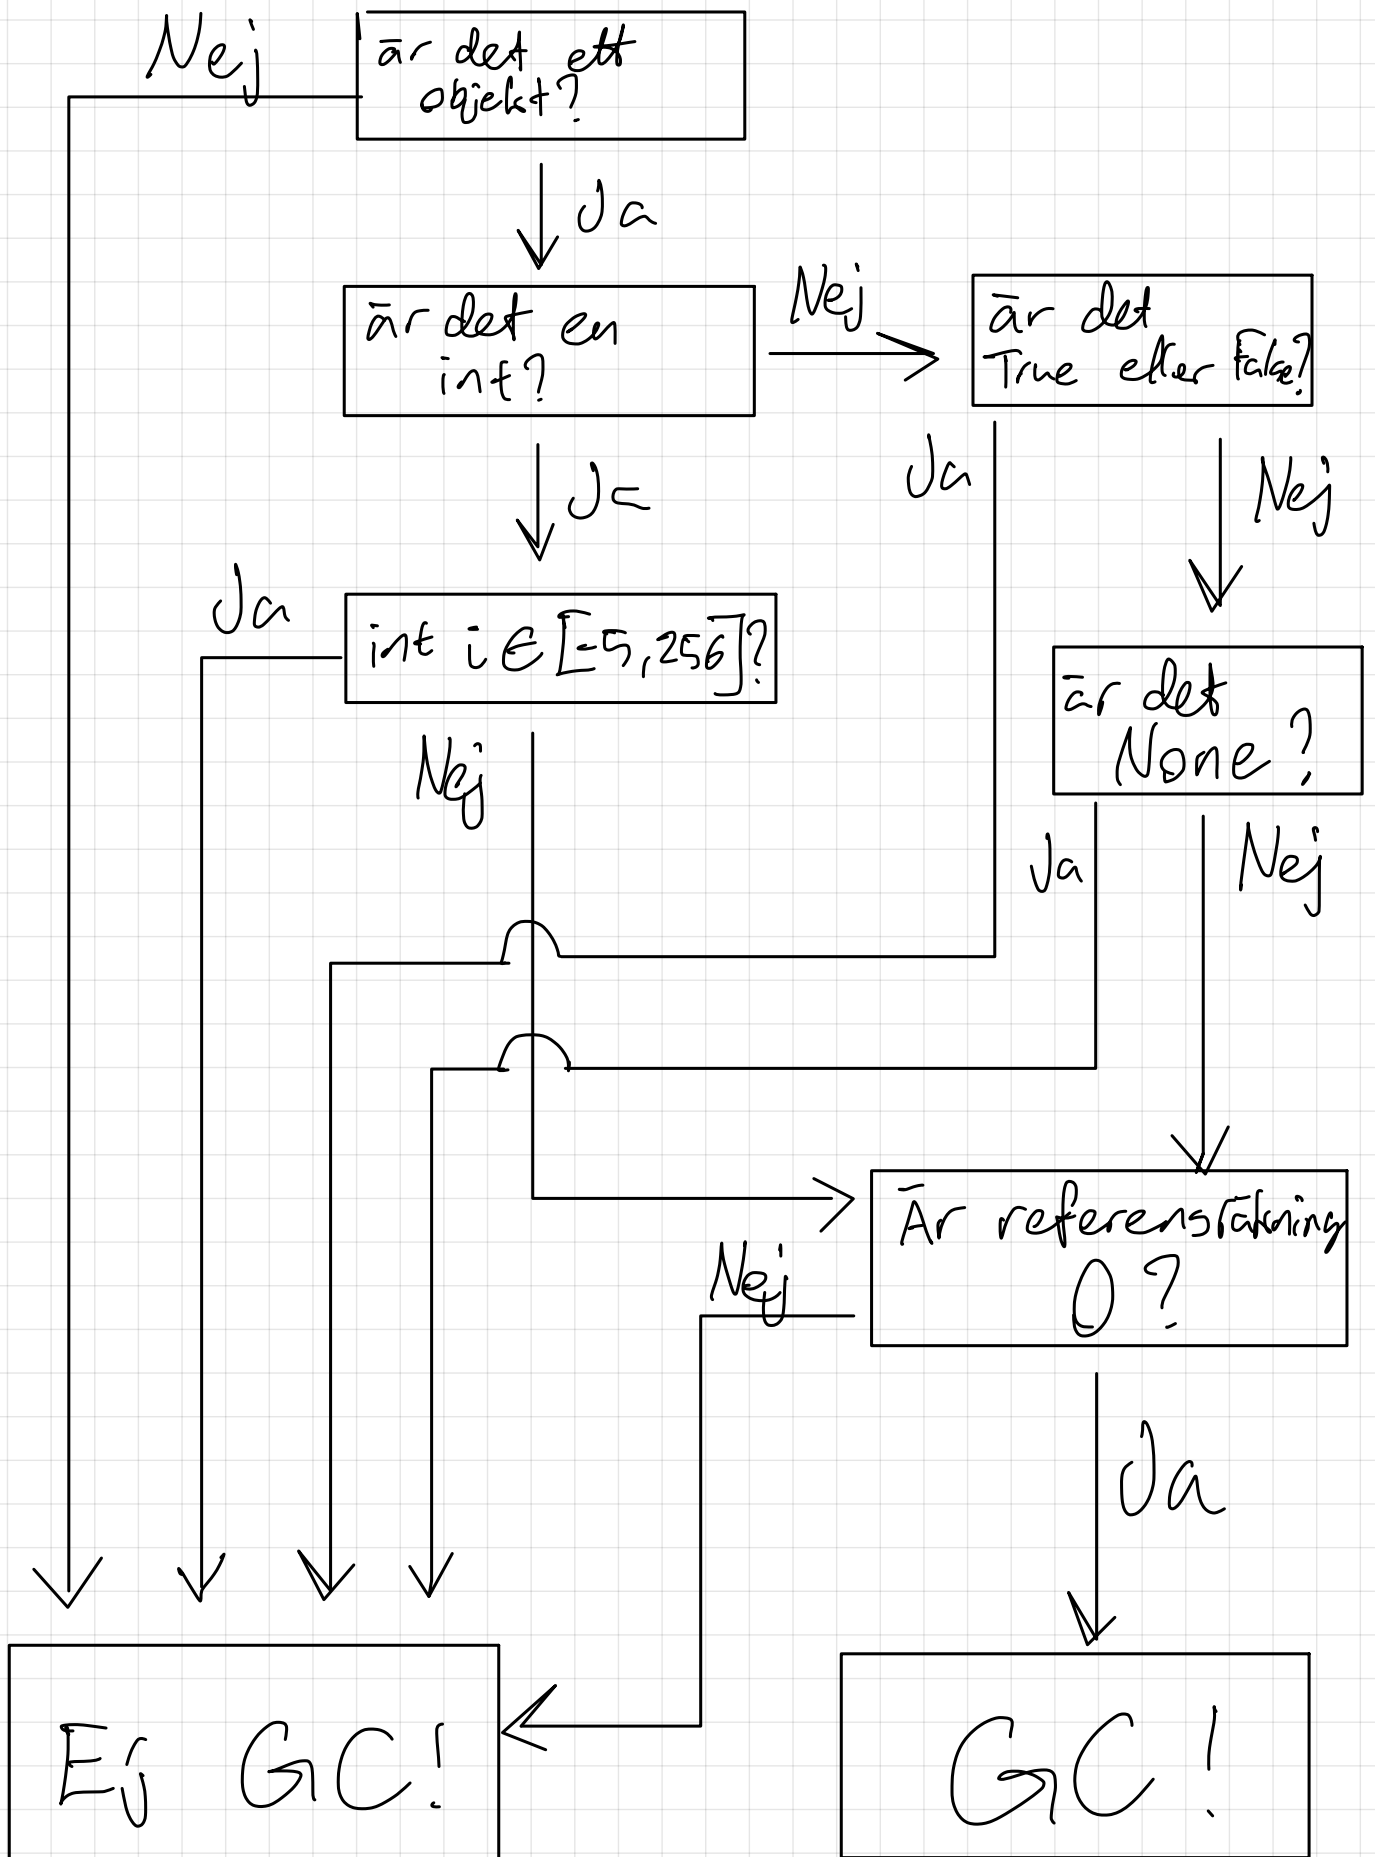 Nej
är det ett
objekt?
Ja
är det en
int?
Nej
är det
True eller False?
Ja
Ja
Nej
Ja
int i ∈ [-5,256]?
Nej
är det
None?
Ja
Nej
Är referensräkning
0?
Nej
Ja
Ej GC!
GC!